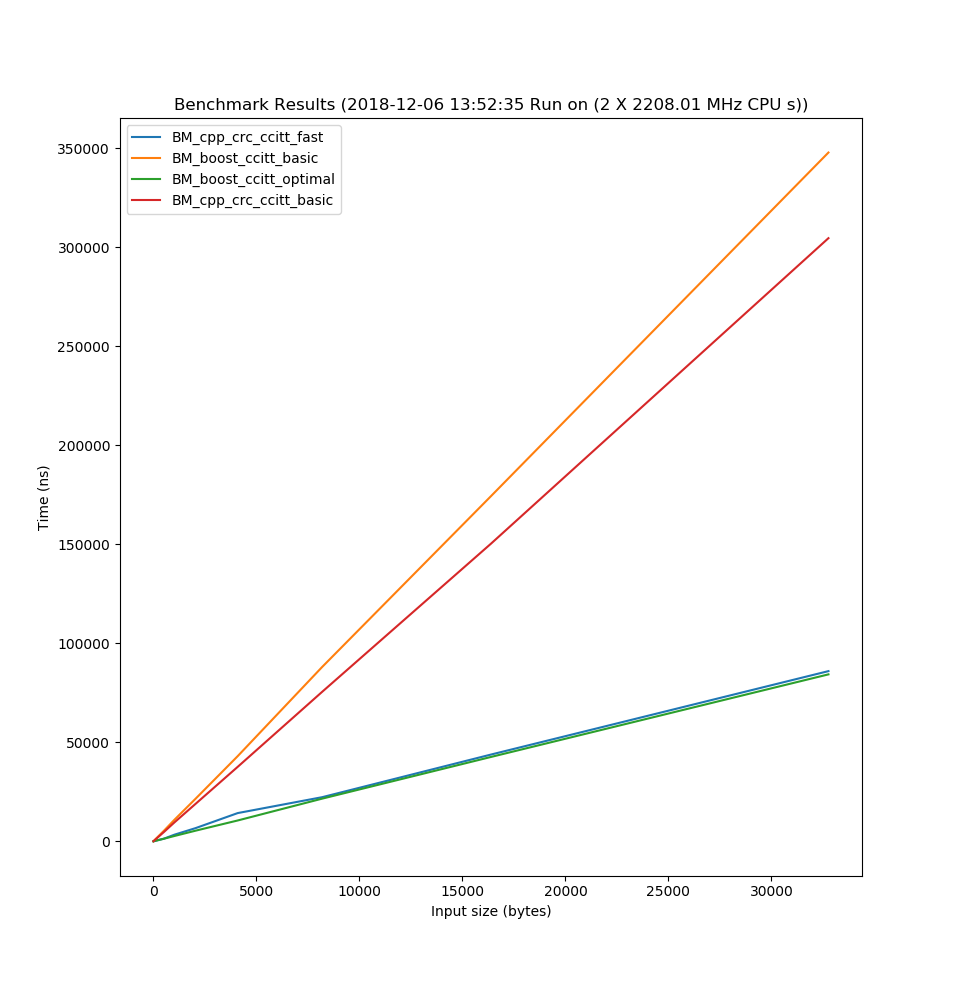 Benchmark Results (2018-12-06 13:52:35 Run on (2 X 2208.01 MHz CPU s))
BM_cpp_crc_ccitt_fast
BM_boost_ccitt_basic
BM_boost_ccitt_optimal
BM_cpp_crc_ccitt_basic
350000
300000
250000
200000
150000
100000
50000
0
Time (ns)
0 5000 10000 15000 20000 25000 30000
Input size (bytes)